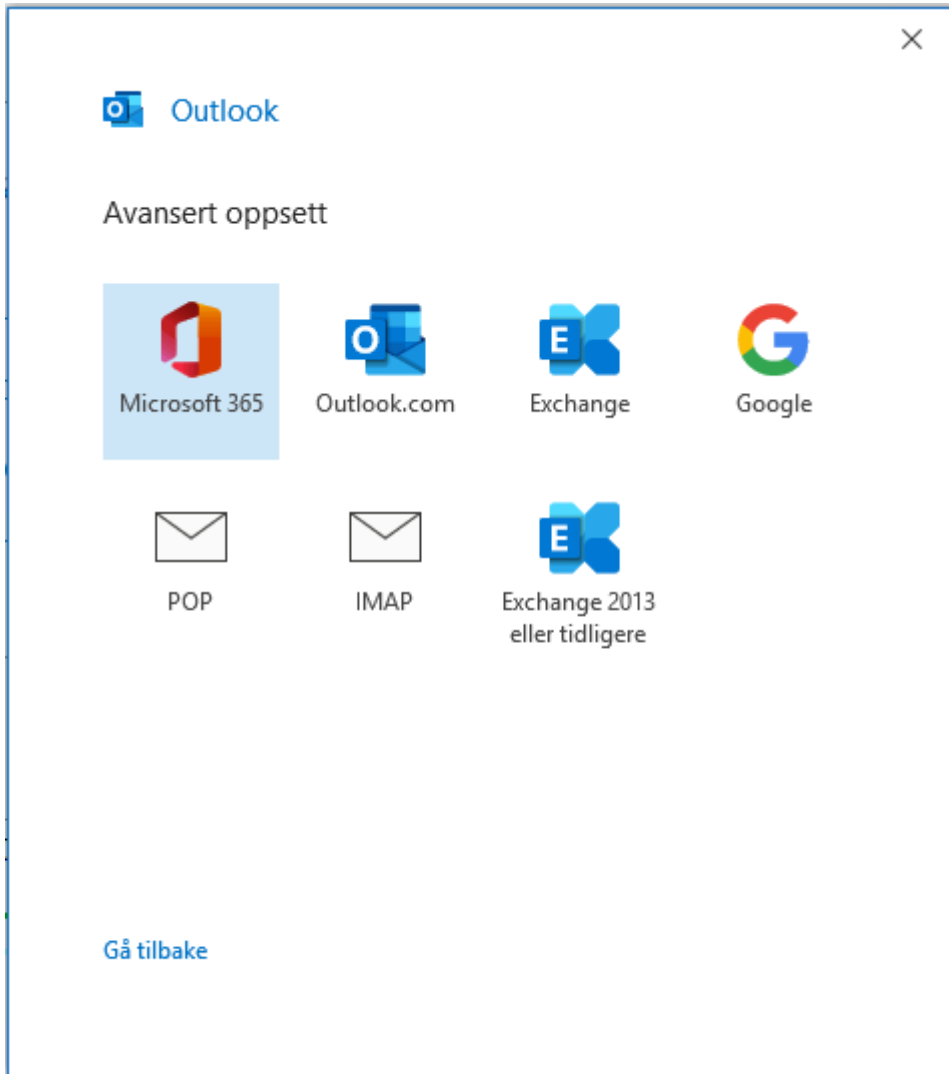 Outlook
Avansert oppsett
Microsoft 365
Outlook.com
Exchange
Google
POP
IMAP
Exchange 2013
eller tidligere
Gå tilbake